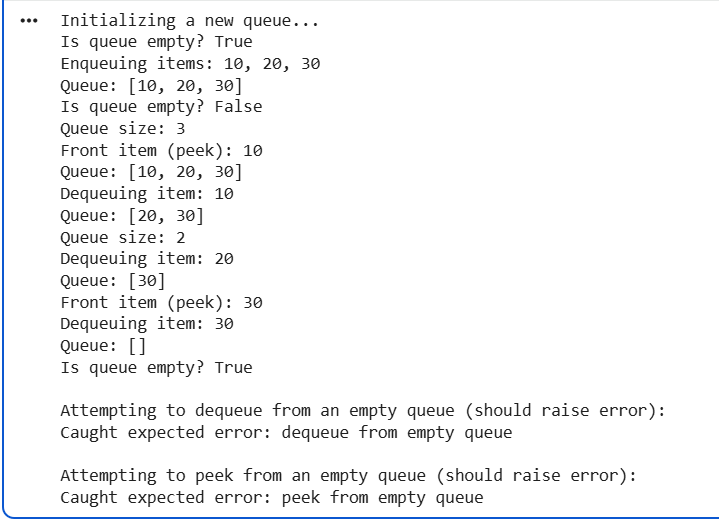 Initializing a new queue...
Is queue empty? True
Enqueuing items: 10, 20, 30
Queue: [10, 20, 30]
Is queue empty? False
Queue size: 3
Front item (peek): 10
Queue: [10, 20, 30]
Dequeuing item: 10
Queue: [20, 30]
Queue size: 2
Dequeuing item: 20
Queue: [30]
Front item (peek): 30
Dequeuing item: 30
Queue: []
Is queue empty? True

Attempting to dequeue from an empty queue (should raise error):
Caught expected error: dequeue from empty queue

Attempting to peek from an empty queue (should raise error):
Caught expected error: peek from empty queue